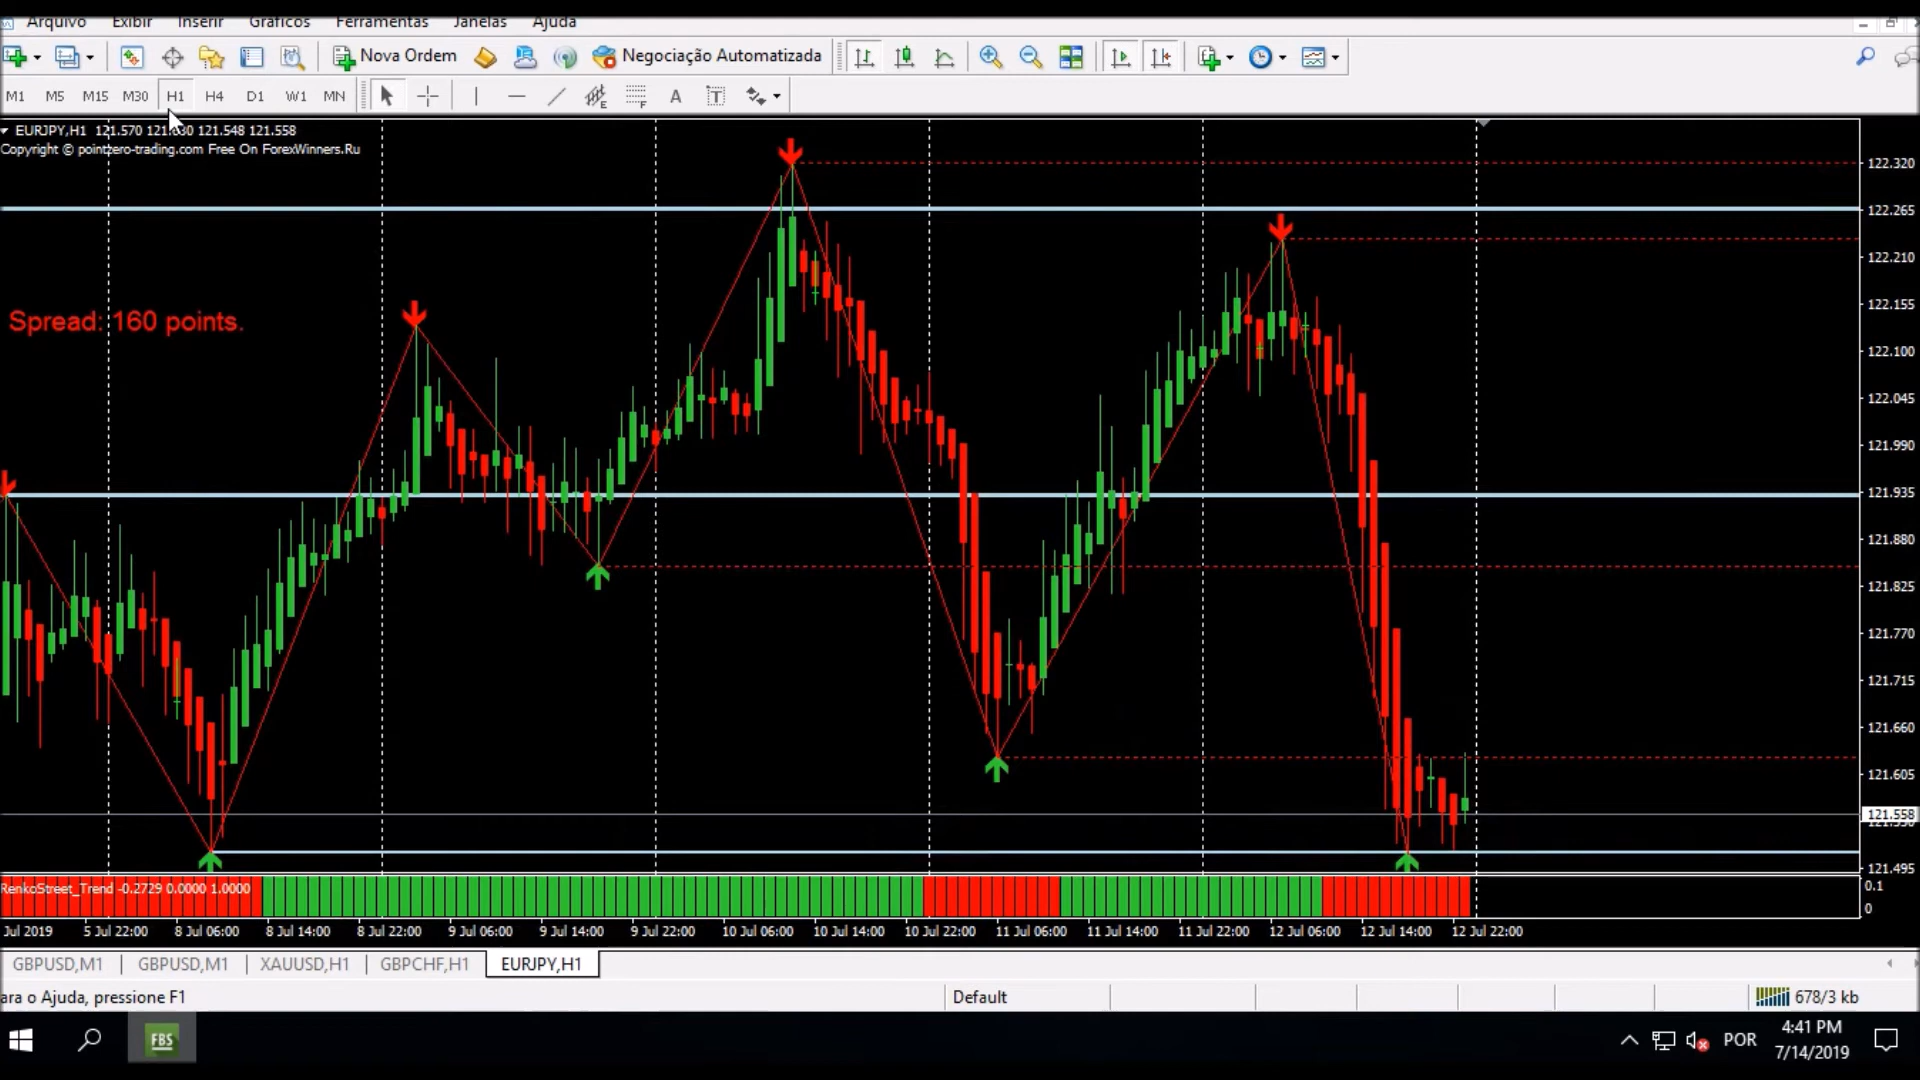 Arquivo Exibir Inserir Gráficos Ferramentas Janelas Ajuda
Nova Ordem Negociação Automatizada
M1 M5 M15 M30 H1 H4 D1 W1 MN E F A T
EURJPY,H1 121.570 121.630 121.548 121.558
Copyright © pointzero-trading.com Free On ForexWinners.Ru
Spread: 160 points.
122.320
122.265
122.210
122.155
122.100
122.045
121.990
121.935
121.880
121.825
121.770
121.715
121.660
121.605
121.558
121.495
RenkoStreet_Trend -0.2729 0.0000 1.0000
0.1
0
Jul 2019 5 Jul 22:00 8 Jul 06:00 8 Jul 14:00 8 Jul 22:00 9 Jul 06:00 9 Jul 14:00 9 Jul 22:00 10 Jul 06:00 10 Jul 14:00 10 Jul 22:00 11 Jul 06:00 11 Jul 14:00 11 Jul 22:00 12 Jul 06:00 12 Jul 14:00 12 Jul 22:00
GBPUSD,M1 GBPUSD,M1 XAUUSD,H1 GBPCHF,H1 EURJPY,H1
ara o Ajuda, pressione F1 Default 678/3 kb
FBS POR 4:41 PM
7/14/2019